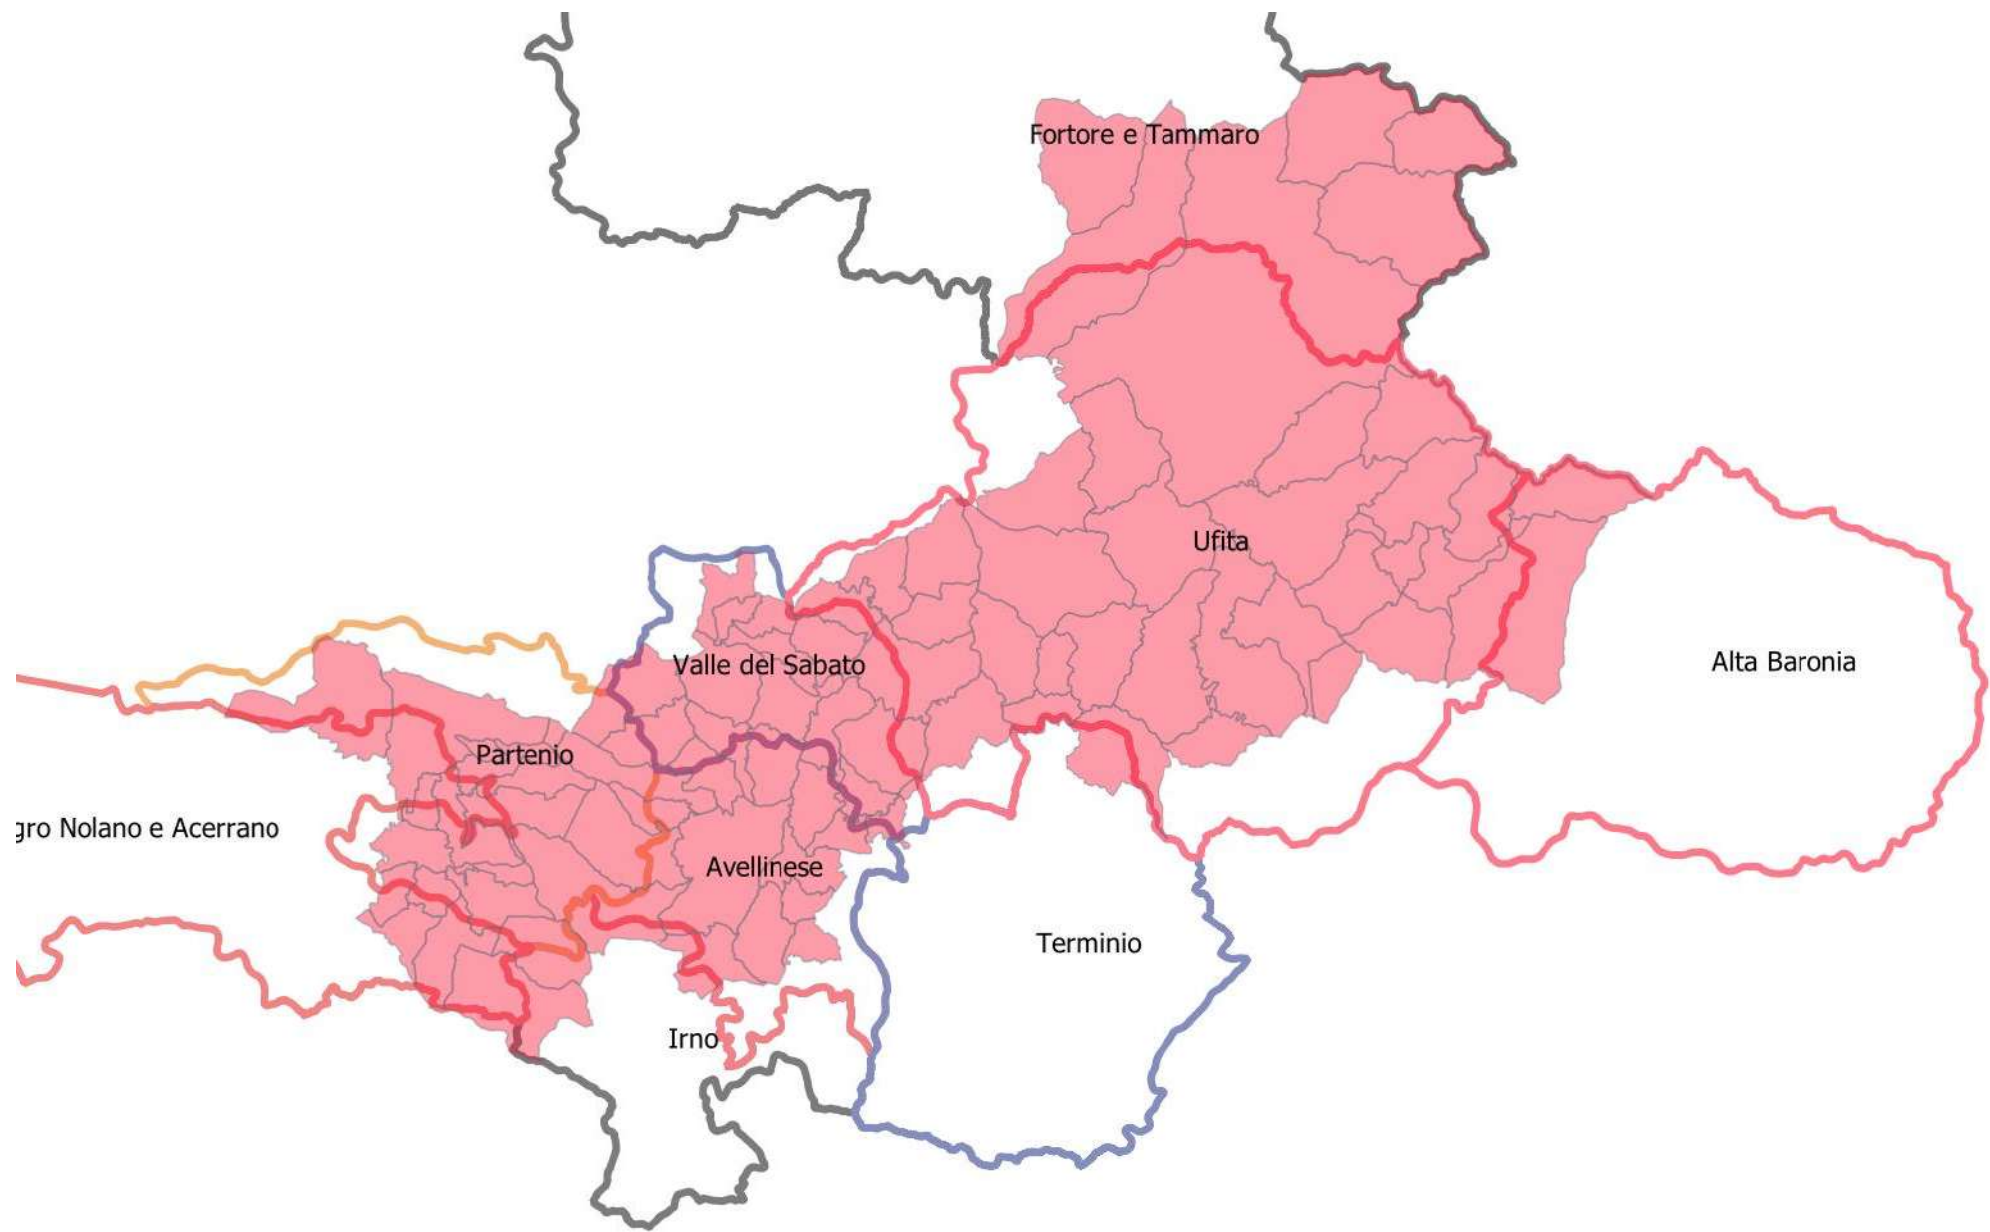 Fortore e Tammaro
Ufita
Valle del Sabato
Alta Baronia
Partenio
gro Nolano e Acerrano
Avellinese
Terminio
Irno